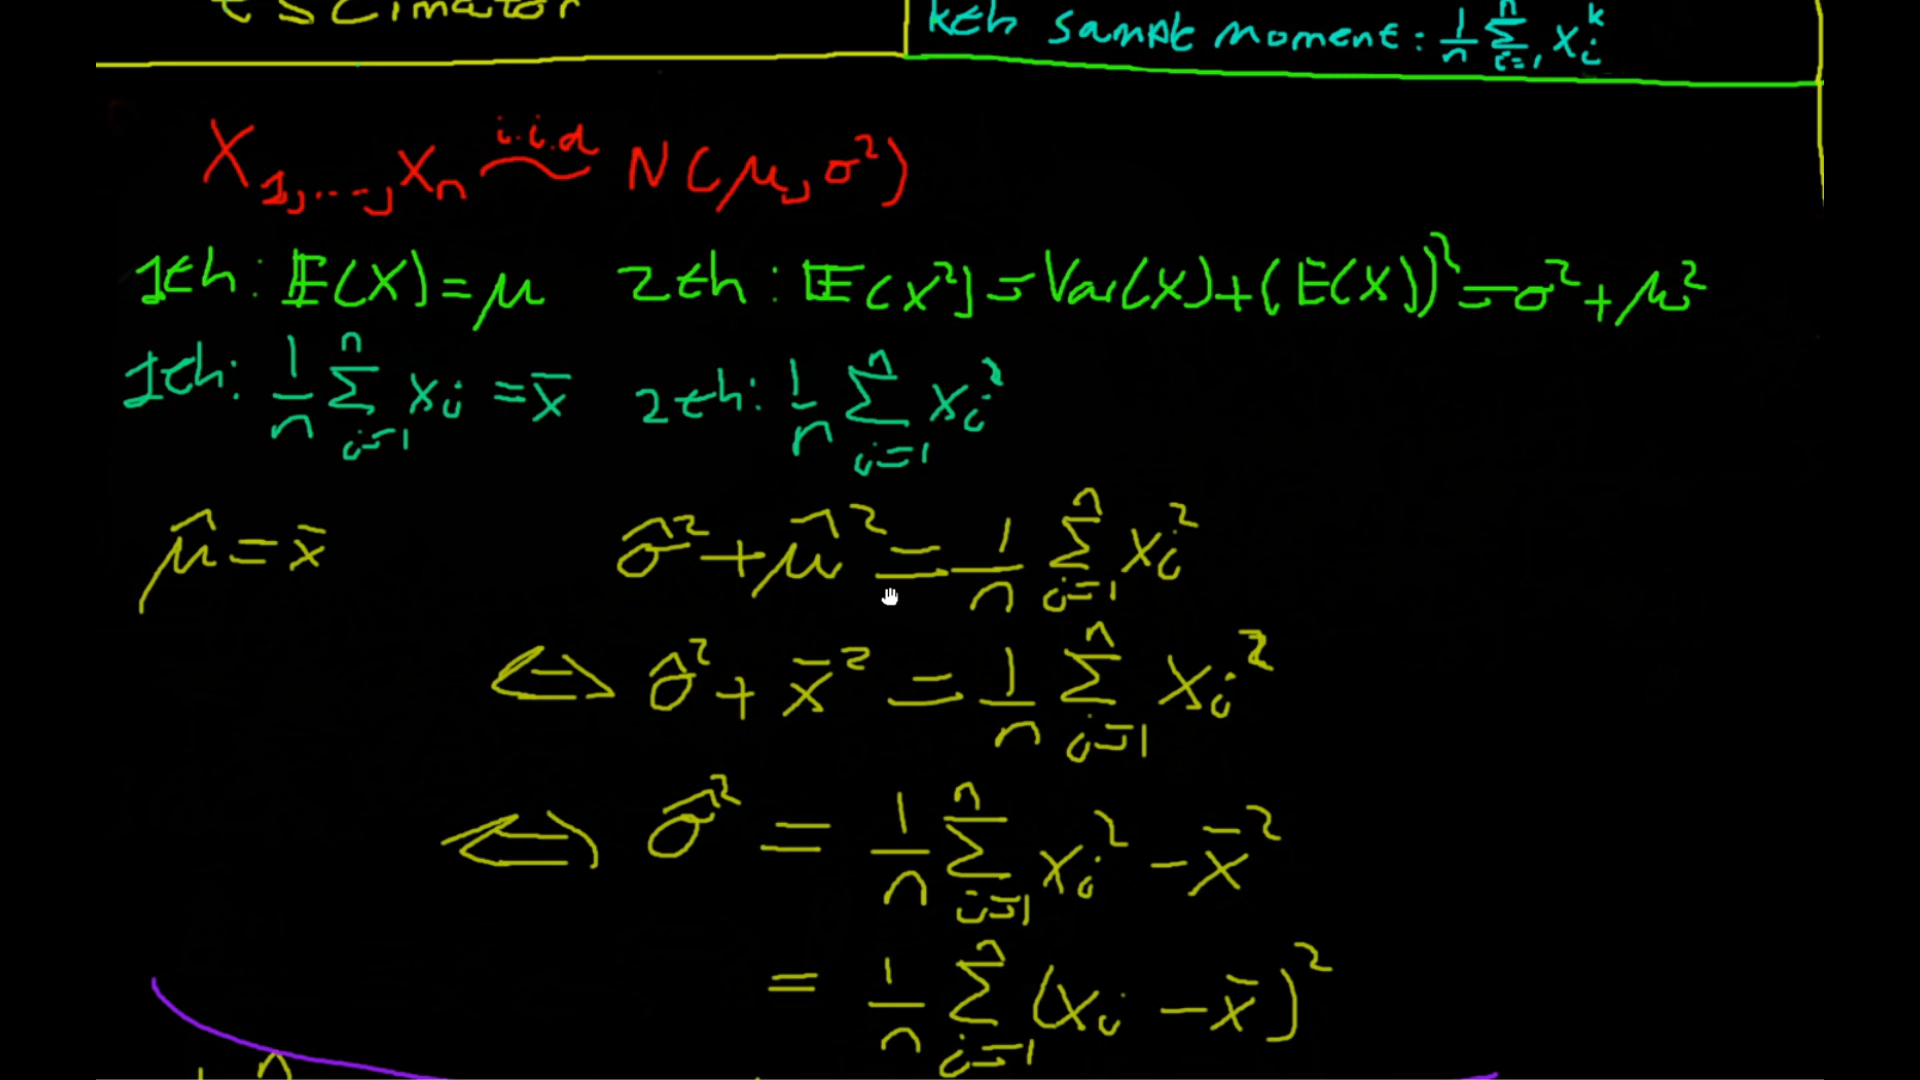 estimator
kth sample moment: 1/n Σ_{i=1}^{n} x_i^k
X_1,...,X_n i.i.d ~ N(μ, σ²)
1th: 𝔼(X) = μ 2th: 𝔼(X²] = Var(X) + (E(X))² = σ² + μ²
1th: 1/n Σ_{i=1}^{n} x_i = x̄ 2th: 1/n Σ_{i=1}^{n} x_i²
μ̂ = x̄ σ̂² + μ̂² = 1/n Σ_{i=1}^{n} x_i²
⇔ σ̂² + x̄² = 1/n Σ_{i=1}^{n} x_i²
⇔ σ̂² = 1/n Σ_{i=1}^{n} x_i² - x̄²
= 1/n Σ_{i=1}^{n} (x_i - x̄)²